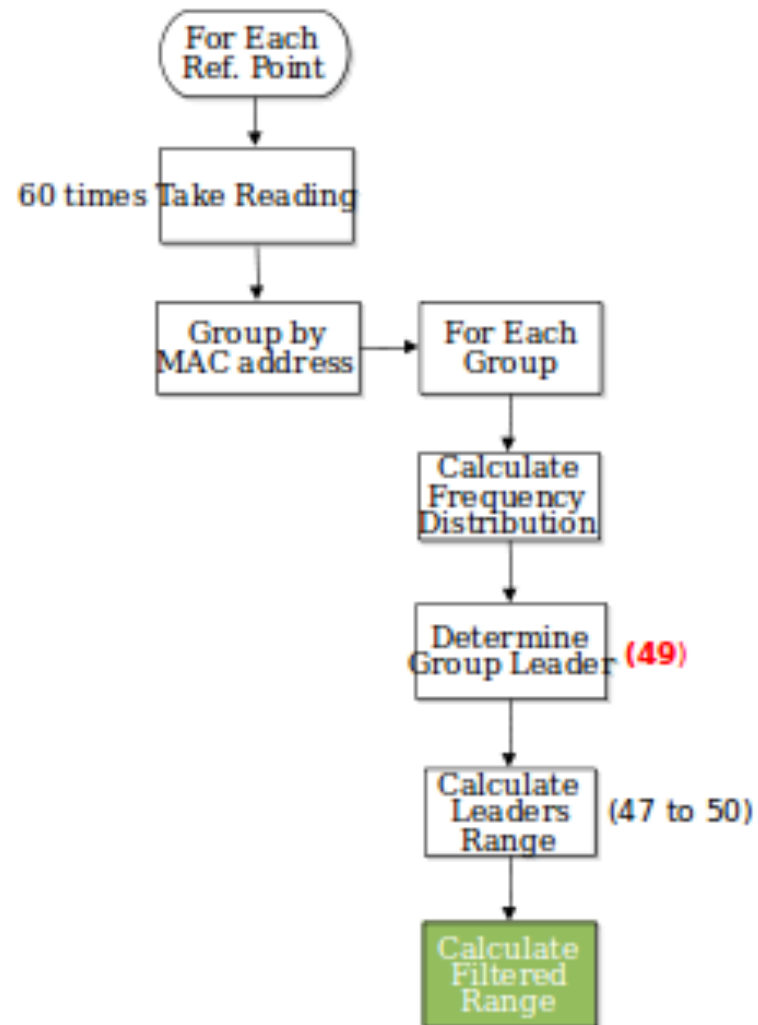 For Each
Ref. Point
60 times Take Reading
Group by
MAC address
For Each
Group
Calculate
Frequency
Distribution
Determine
Group Leader (49)
Calculate
Leaders
Range
(47 to 50)
Calculate
Filtered
Range